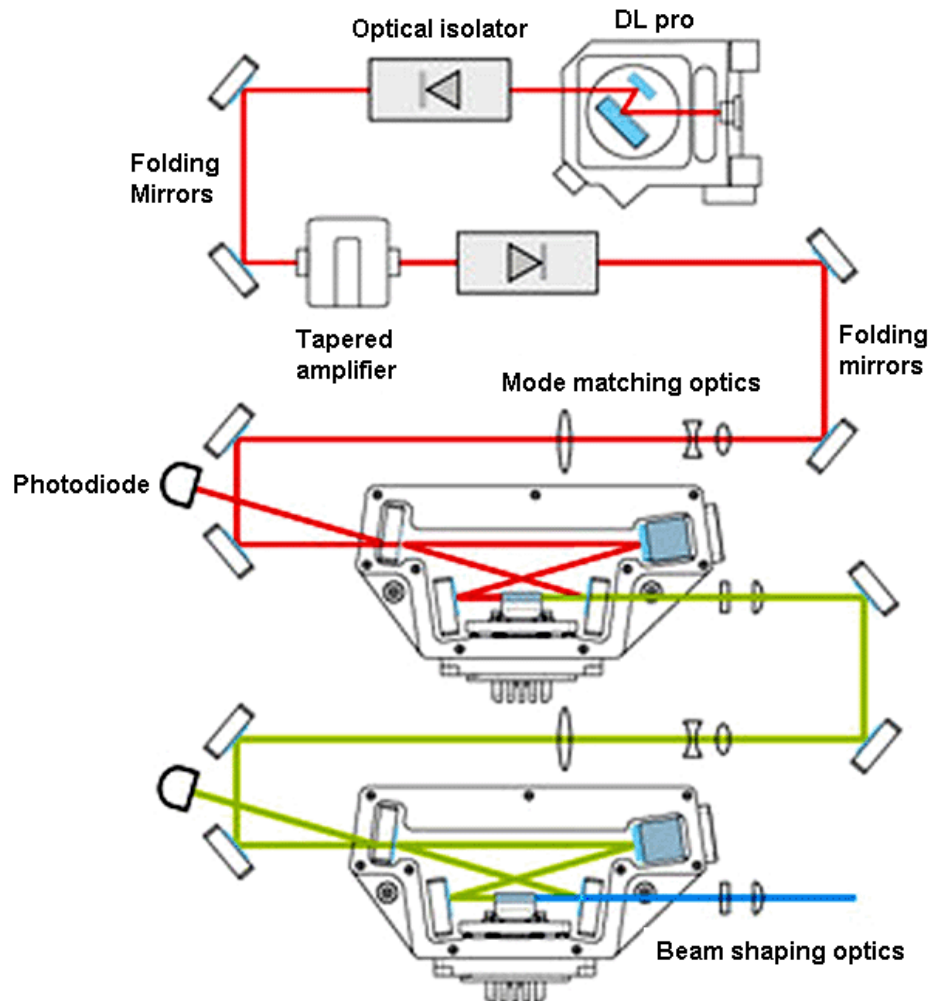 DL pro
Optical isolator
Folding
Mirrors
Tapered
amplifier
Folding
mirrors
Mode matching optics
Photodiode
Beam shaping optics